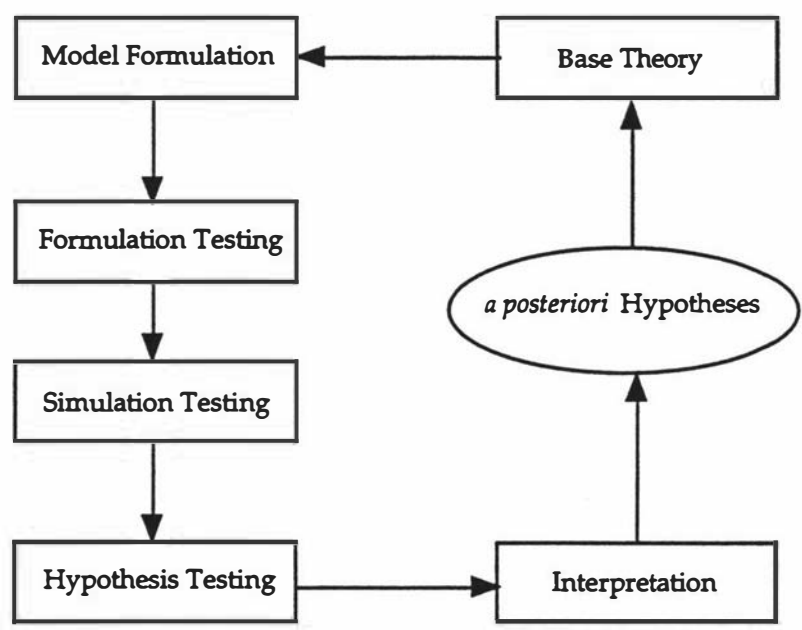 Model Formulation
Base Theory
Formulation Testing
a posteriori Hypotheses
Simulation Testing
Hypothesis Testing
Interpretation